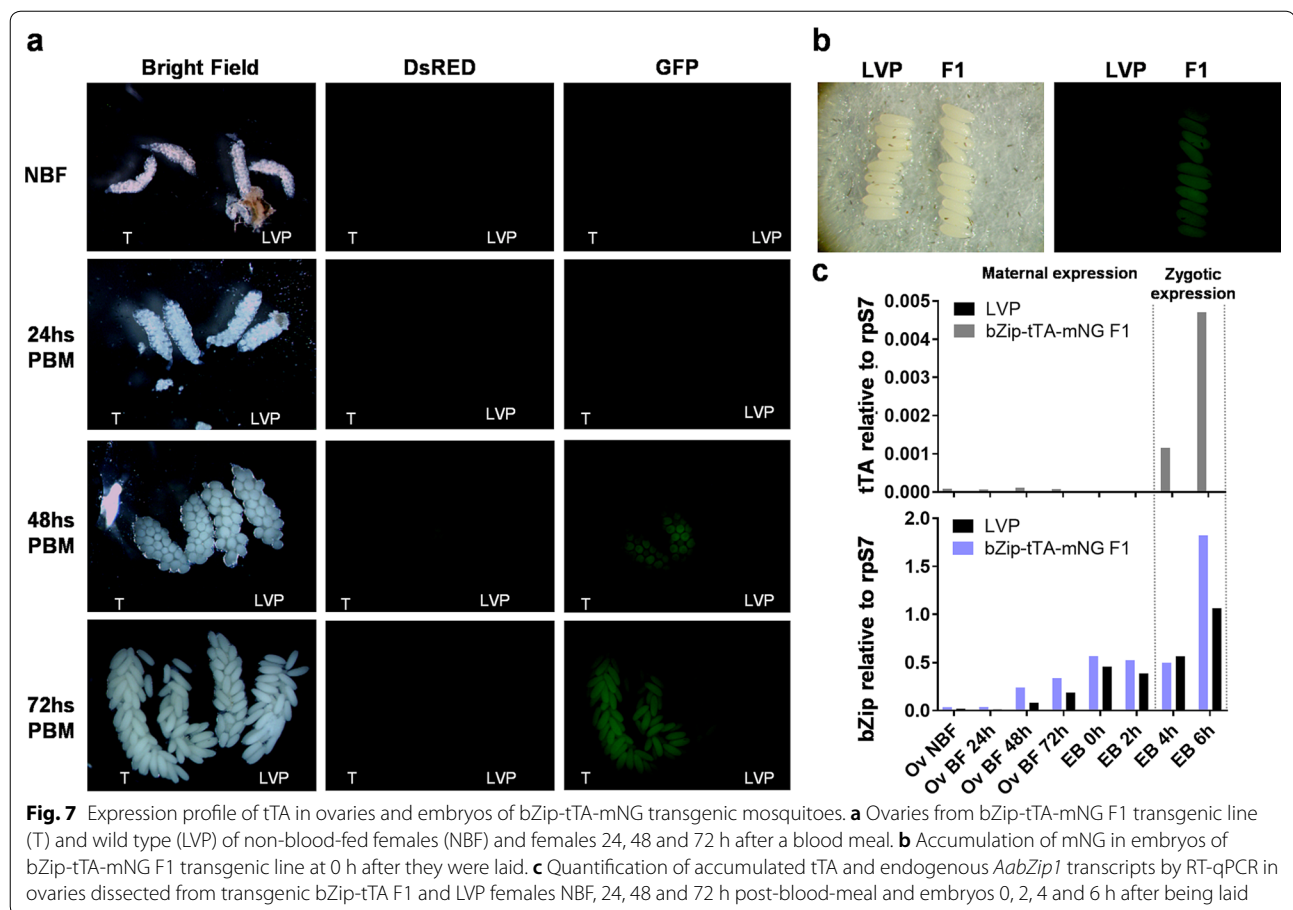 a
Bright Field DsRED GFP
NBF
T LVP T LVP T LVP
24hs
PBM
T LVP T LVP T LVP
48hs
PBM
T LVP T LVP T LVP
72hs
PBM
T LVP T LVP T LVP
b
LVP F1 LVP F1
c
Maternal expression Zygotic
expression
tTA relative to rpS7
0.005
0.004
0.003
0.002
0.001
0.000
LVP
bZip-tTA-mNG F1
bZip relative to rpS7
2.0
1.5
1.0
0.5
0.0
LVP
bZip-tTA-mNG F1
Ov NBF
Ov BF 24h
Ov BF 48h
Ov BF 72h
EB 0h
EB 2h
EB 4h
EB 6h
Fig. 7 Expression profile of tTA in ovaries and embryos of bZip-tTA-mNG transgenic mosquitoes. a Ovaries from bZip-tTA-mNG F1 transgenic line
(T) and wild type (LVP) of non-blood-fed females (NBF) and females 24, 48 and 72 h after a blood meal. b Accumulation of mNG in embryos of
bZip-tTA-mNG F1 transgenic line at 0 h after they were laid. c Quantification of accumulated tTA and endogenous AabZip1 transcripts by RT-qPCR in
ovaries dissected from transgenic bZip-tTA F1 and LVP females NBF, 24, 48 and 72 h post-blood-meal and embryos 0, 2, 4 and 6 h after being laid